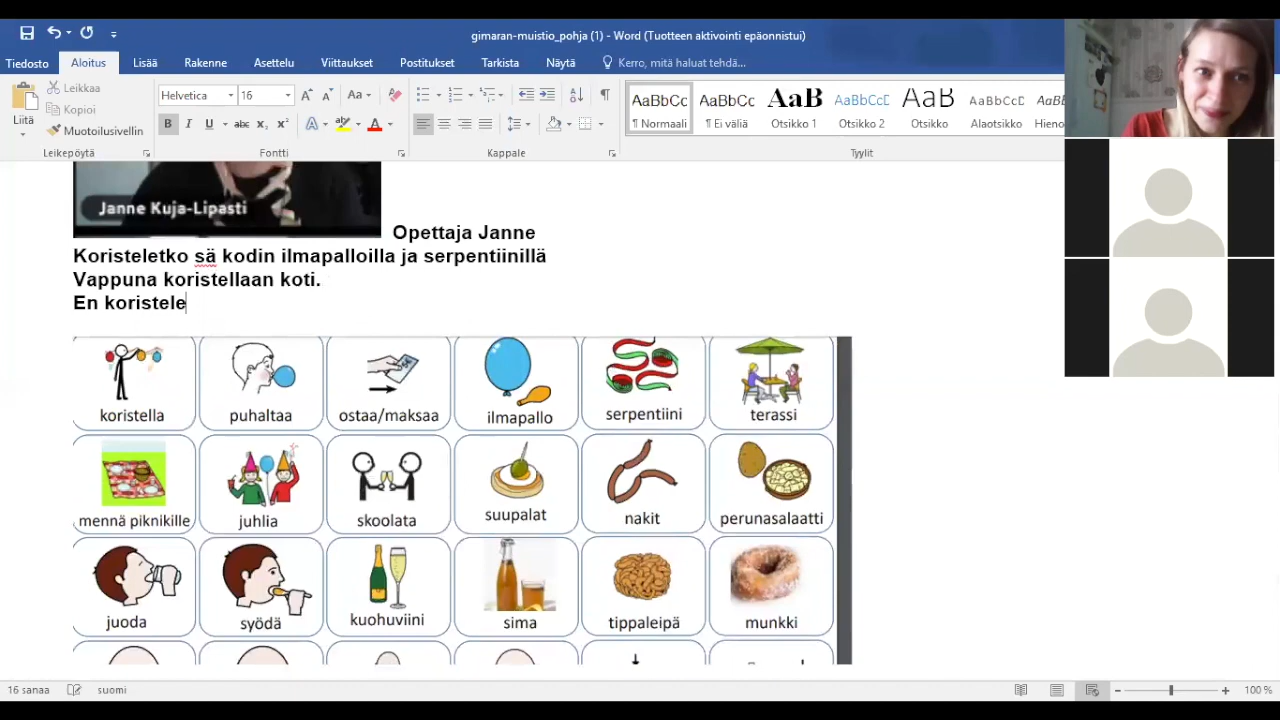 gimaran-muistio_pohja (1) - Word (Tuotteen aktivointi epäonnistui)
Tiedosto Aloitus Lisää Rakenne Asettelu Viittaukset Postitukset Tarkista Näytä Kerro, mitä haluat tehdä...
Liitä
Leikkaa
Kopioi
Muotoilusivellin
Leikepöytä
Helvetica 16
Fontti
Kappale
AaBbCc AaBbCc AaB AaBbCcD AaB AaBbCcD
¶ Normaali ¶ Ei väliä Otsikko 1 Otsikko 2 Otsikko Alaotsikko Hieno
Tyylit
Janne Kuja-Lipasti
Opettaja Janne
Koristeletko sä kodin ilmapalloilla ja serpentiinillä
Vappuna koristellaan koti.
En koristele
koristella puhaltaa ostaa/maksaa ilmapallo serpentiini terassi
mennä piknikille juhlia skoolata suupalat nakit perunasalaatti
juoda syödä kuohuviini sima tippaleipä munkki
16 sanaa suomi 100 %